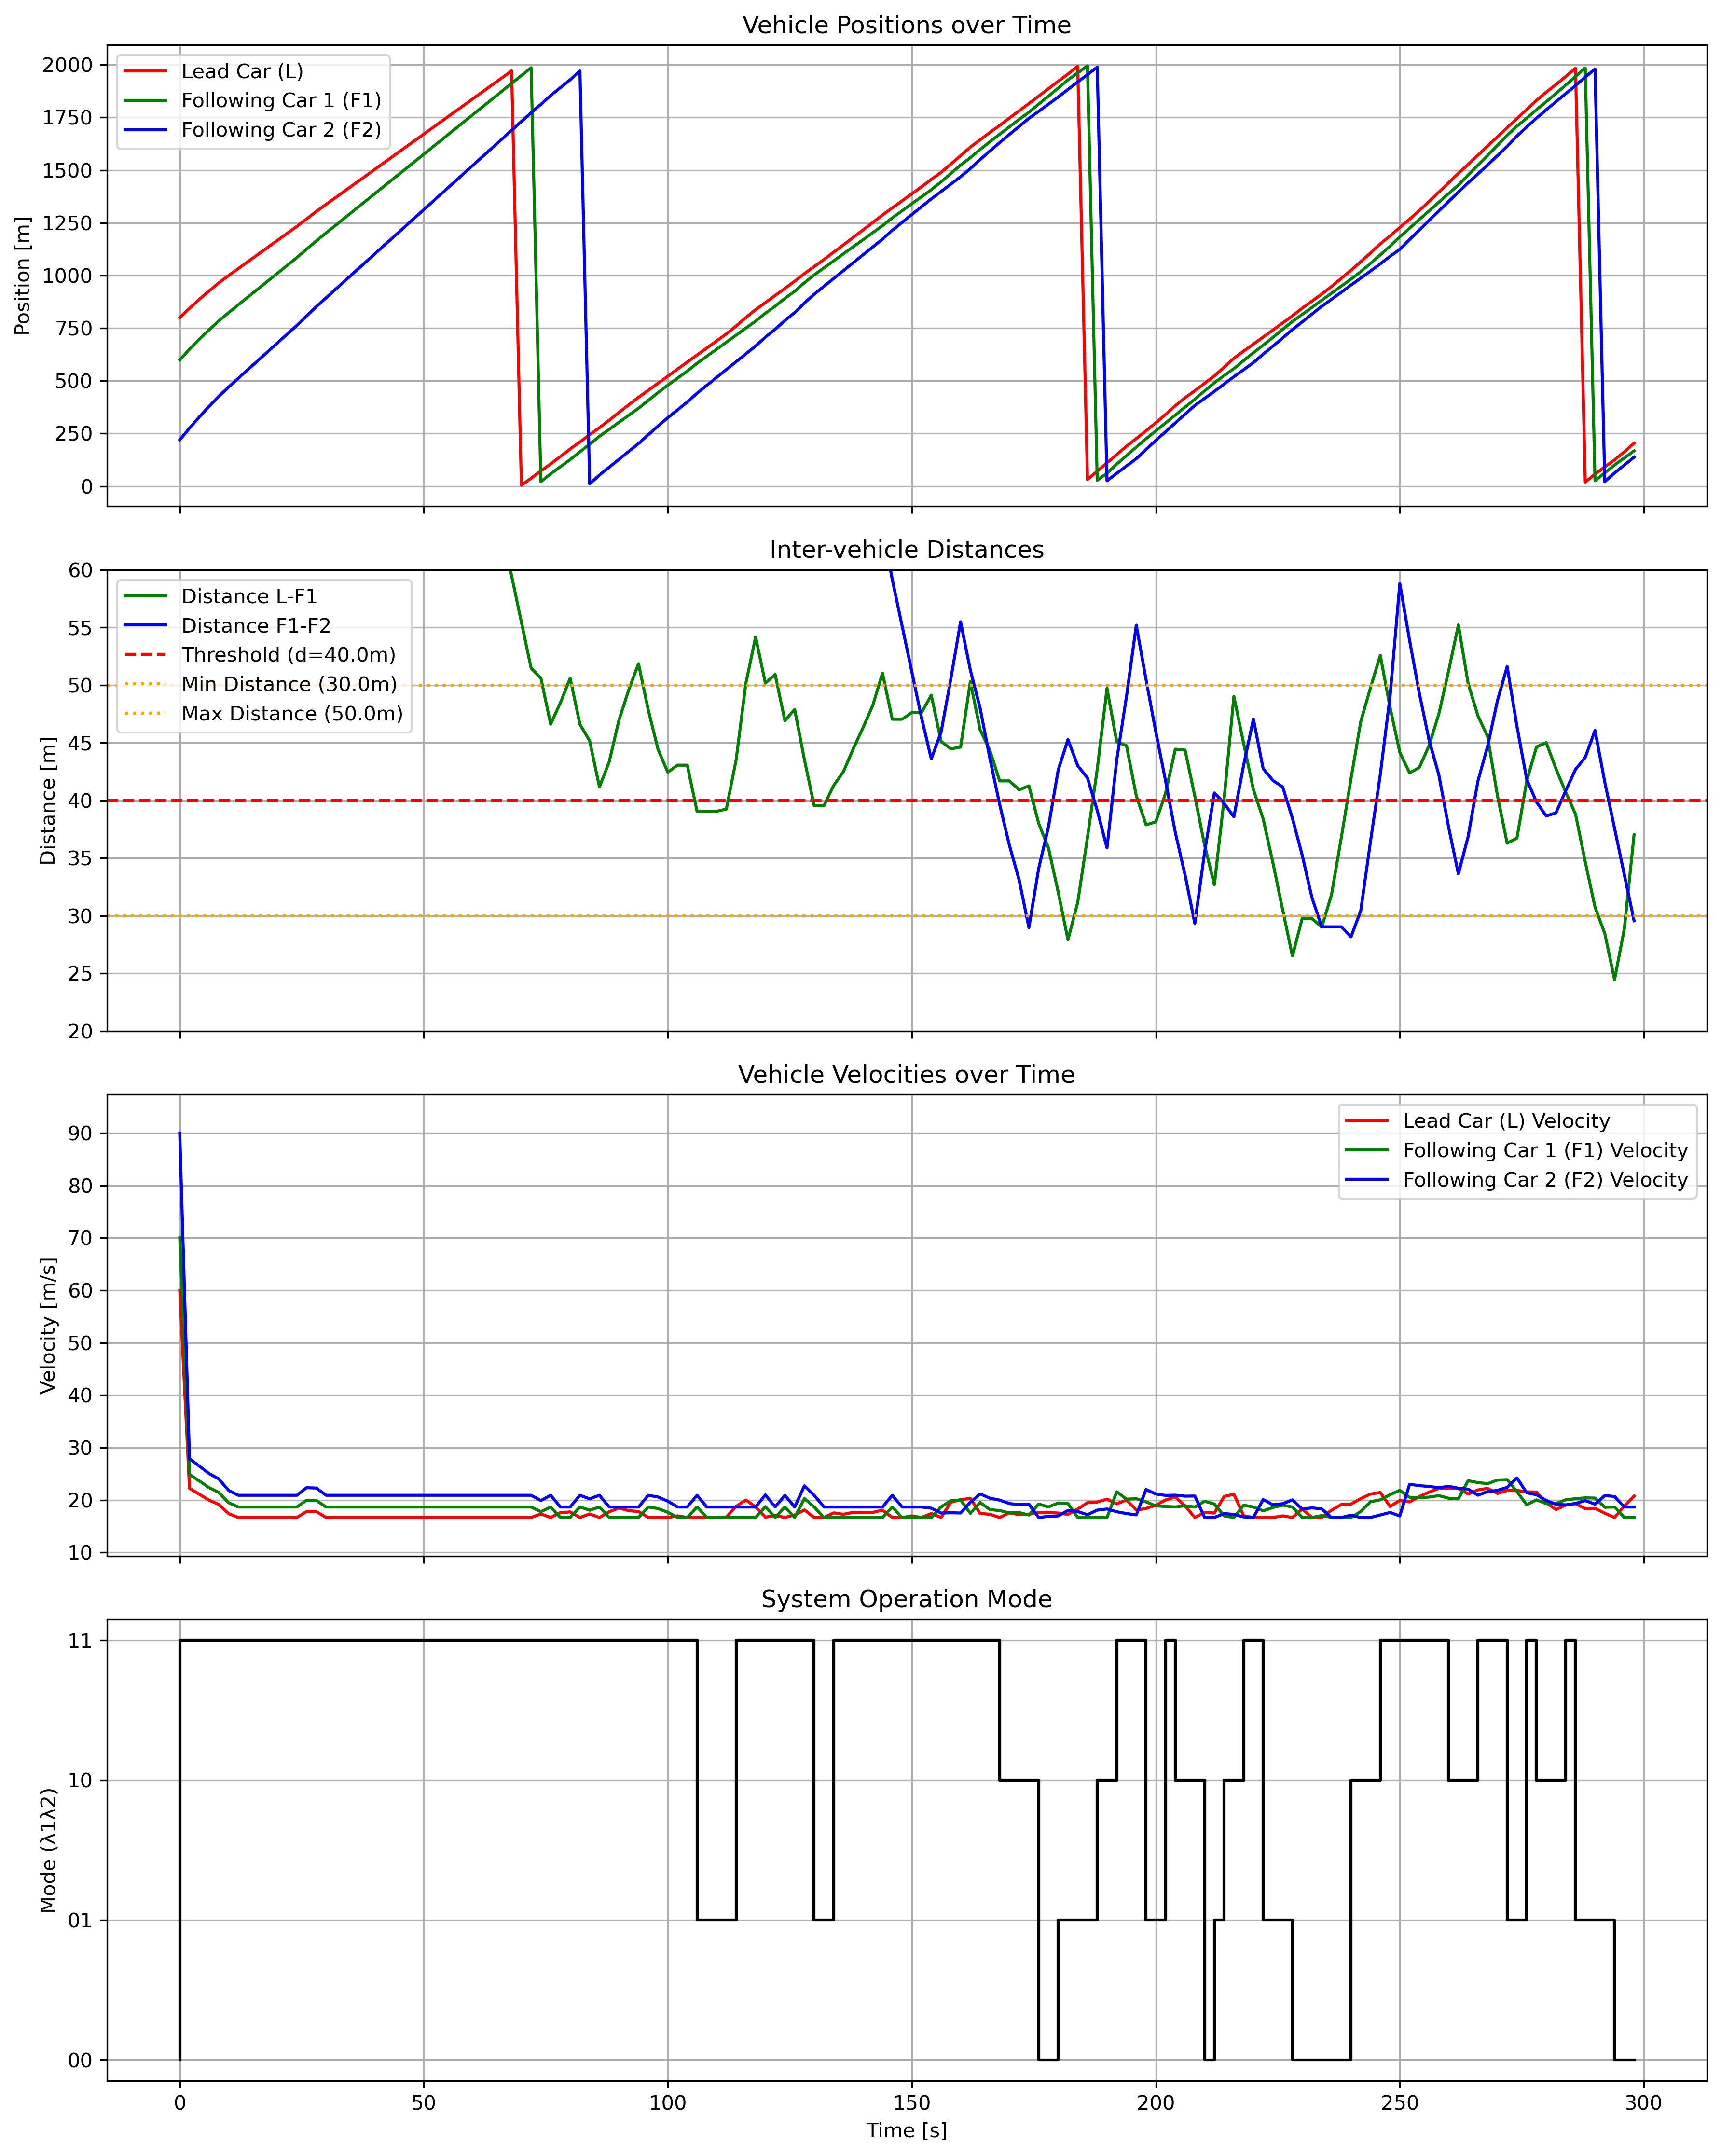 Vehicle Positions over Time
Position [m]
2000
1750
1500
1250
1000
750
500
250
0
Lead Car (L)
Following Car 1 (F1)
Following Car 2 (F2)
Inter-vehicle Distances
Distance [m]
60
55
50
45
40
35
30
25
20
Distance L-F1
Distance F1-F2
Threshold (d=40.0m)
Min Distance (30.0m)
Max Distance (50.0m)
Vehicle Velocities over Time
Velocity [m/s]
90
80
70
60
50
40
30
20
10
Lead Car (L) Velocity
Following Car 1 (F1) Velocity
Following Car 2 (F2) Velocity
System Operation Mode
Mode (λ1λ2)
11
10
01
00
0 50 100 150 200 250 300
Time [s]